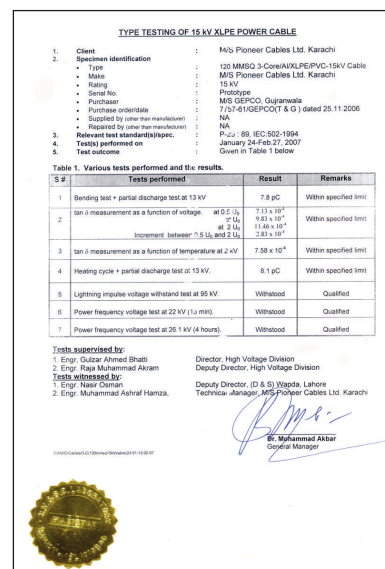 TYPE TESTING OF 15 kV XLPE POWER CABLE
1. Client : M/S Pioneer Cables Ltd. Karachi
2. Specimen identification :
• Type : 120 MMSQ 3-Core/Al/XLPE/PVC-15kV Cable
• Make : M/S Pioneer Cables Ltd. Karachi
• Rating : 15 kV
• Serial No. : Prototype
• Purchaser : M/S GEPCO, Gujranwala
• Purchase order/date : 7757-61/GEPCO(T & G ) dated 25.11.2006
• Supplied by (other than manufacturer) : NA
• Repaired by (other than manufacturer) : NA
3. Relevant test standard(s)/spec. : 89, IEC:502-1994
4. Test(s) performed on : January 24-Feb.27, 2007
5. Test outcome : Given in Table 1 below
Table 1. Various tests performed and the results.
S # Tests performed Result Remarks
1 Bending test + partial discharge test.at 13 kV 7.8 pC Within specified limit
2 tan δ measurement as a function of voltage. at 0.5 U₀ 7.13 x 10⁻⁴ Within specified limit
at U₀ 9.83 x 10⁻⁴
at 2 U₀ 11.46 x 10⁻⁴
Increment between 0.5 U₀ and 2 U₀ 2.83 x 10⁻⁴
3 tan δ measurement as a function of temperature at 2 kV 7.58 x 10⁻⁴ Within specified limit
4 Heating cycle + partial discharge test at 13 kV. 8.1 pC Within specified limit
5 Lightning impulse voltage withstand test at 95 kV. Withstood Qualified
6 Power frequency voltage test at 22 kV (15 min). Withstood Qualified
7 Power frequency voltage test at 26.1 kV (4 hours). Withstood Qualified
Tests supervised by:
1. Engr. Gulzar Ahmed Bhatti Director, High Voltage Division
2. Engr. Raja Muhammad Akram Deputy Director, High Voltage Division
Tests witnessed by:
1. Engr. Nasir Osman Deputy Director, (D & S) Wapda, Lahore
2. Engr. Muhammad Ashraf Hamza, Technical Manager, M/S Pioneer Cables Ltd. Karachi
Dr. Mohammad Akbar
General Manager